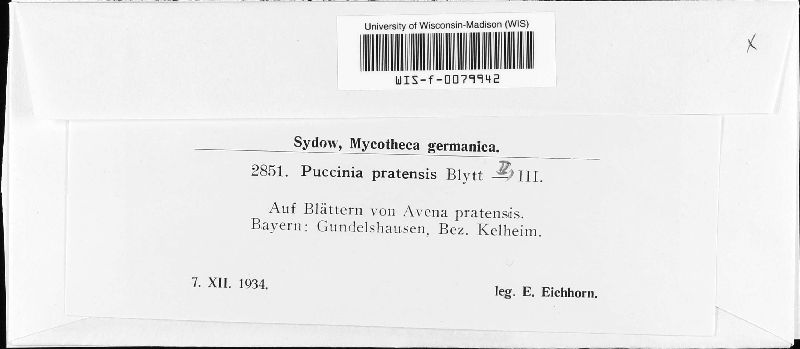 University of Wisconsin-Madison (WIS)
WIS-f-0079942
x
Sydow, Mycotheca germanica.
2851. Puccinia pratensis Blytt — II) III.
Auf Blättern von Avena pratensis.
Bayern: Gundelshausen, Bez. Kelheim.
7. XII. 1934.
leg. E. Eichhorn.